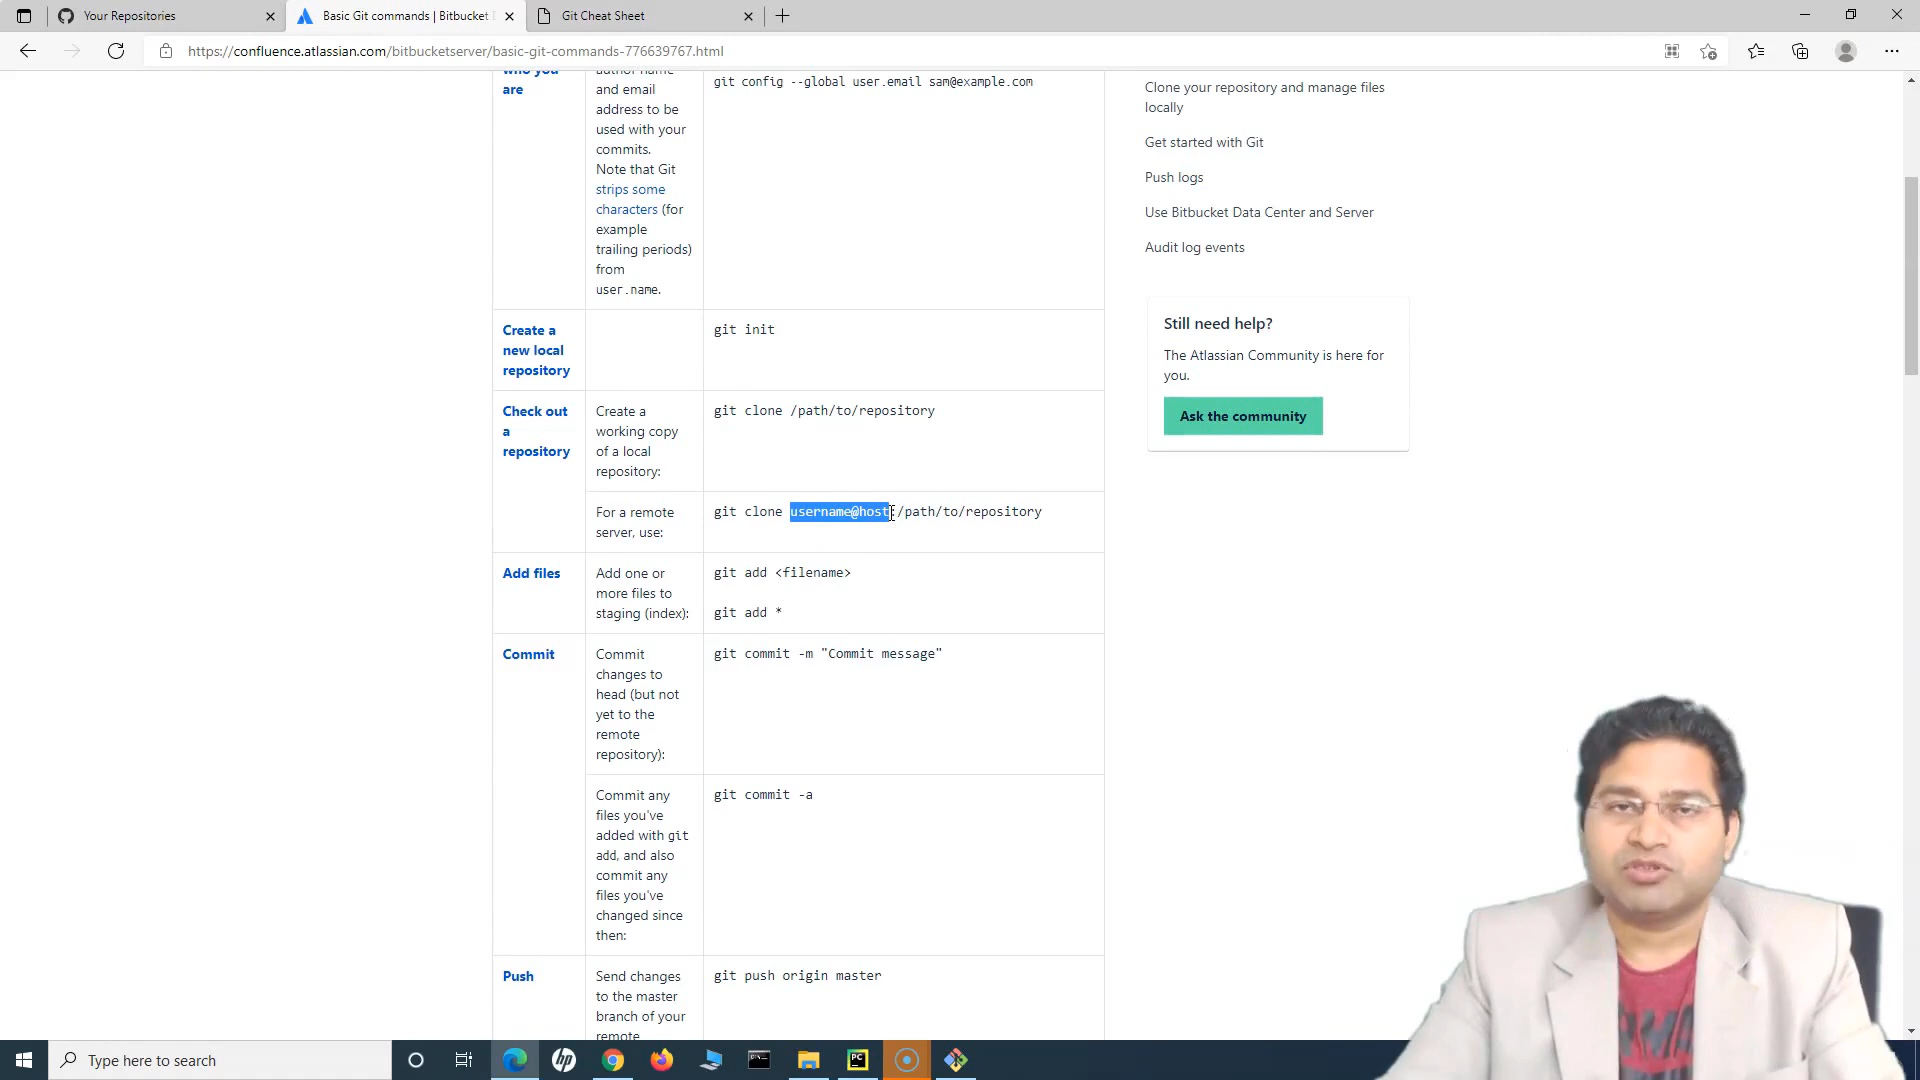 Your Repositories
Basic Git commands | Bitbucket
Git Cheat Sheet
https://confluence.atlassian.com/bitbucketserver/basic-git-commands-776639767.html
who you
are
author name
and email
address to be
used with your
commits.
Note that Git
strips some
characters (for
example
trailing periods)
from
user.name.
git config --global user.email sam@example.com
Create a
new local
repository
git init
Check out
a
repository
Create a
working copy
of a local
repository:
git clone /path/to/repository
For a remote
server, use:
git clone username@host:/path/to/repository
Add files
Add one or
more files to
staging (index):
git add <filename>
git add *
Commit
Commit
changes to
head (but not
yet to the
remote
repository):
git commit -m "Commit message"
Commit any
files you've
added with git
add, and also
commit any
files you've
changed since
then:
git commit -a
Push
Send changes
to the master
branch of your
remote
git push origin master
Clone your repository and manage files
locally
Get started with Git
Push logs
Use Bitbucket Data Center and Server
Audit log events
Still need help?
The Atlassian Community is here for
you.
Ask the community
Type here to search
hp
PC